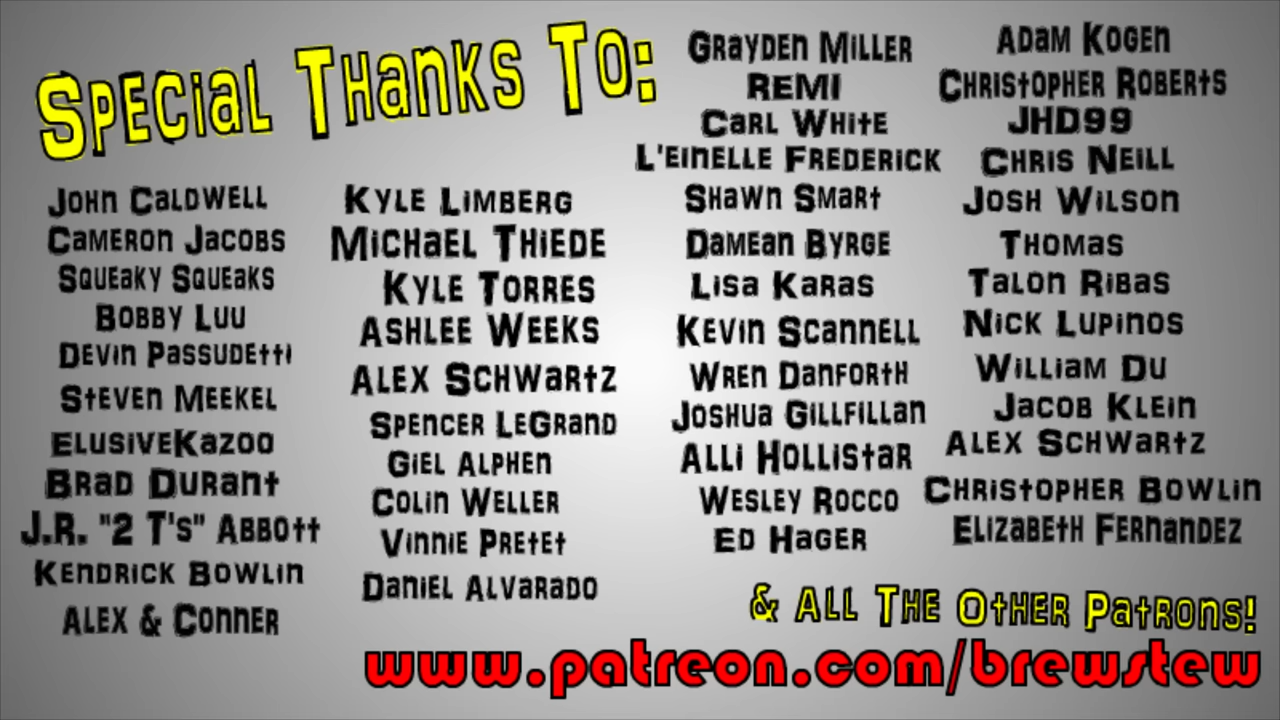 Special Thanks To:
John Caldwell
Cameron Jacobs
Squeaky Squeaks
Bobby Luu
Devin Passudetti
Steven Meekel
ElusiveKazoo
Brad Durant
J.R. "2 T's" Abbott
Kendrick Bowlin
Alex & Conner
Kyle Limberg
Michael Thiede
Kyle Torres
Ashlee Weeks
Alex Schwartz
Spencer LeGrand
Giel Alphen
Colin Weller
Vinnie Pretet
Daniel Alvarado
Grayden Miller
REMI
Carl White
L'einelle Frederick
Shawn Smart
Damean Byrge
Lisa Karas
Kevin Scannell
Wren Danforth
Joshua Gillfillan
Alli Hollistar
Wesley Rocco
Ed Hager
Adam Kogen
Christopher Roberts
JHD99
Chris Neill
Josh Wilson
Thomas
Talon Ribas
Nick Lupinos
William Du
Jacob Klein
Alex Schwartz
Christopher Bowlin
Elizabeth Fernandez
& All The Other Patrons!
www.patreon.com/brewstew